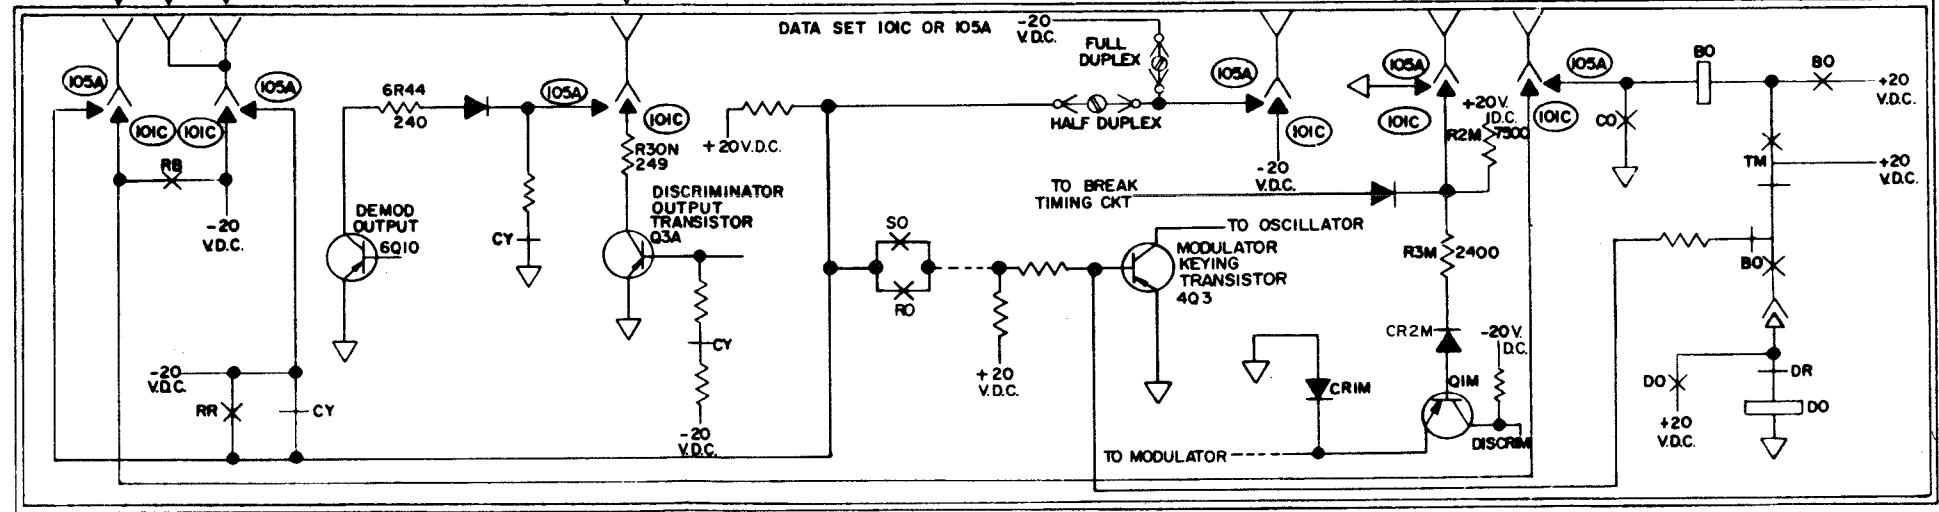 DATA SET 101C OR 105A
-20
V.D.C.
FULL
DUPLEX
HALF DUPLEX
105A
105A
101C
101C
RB
-20
V.D.C.
6R44
240
105A
101C
R30N
249
+20V.D.C.
DEMOD
OUTPUT
6Q10
CY
DISCRIMINATOR
OUTPUT
TRANSISTOR
Q3A
CY
-20
V.D.C.
-20
V.D.C.
RR
CY
SO
RO
+20
V.D.C.
TO BREAK
TIMING CKT
TO OSCILLATOR
MODULATOR
KEYING
TRANSISTOR
4Q3
105A
101C
-20
V.D.C.
105A
101C
+20V.
D.C.
R2M
7500
R3M
2400
CR2M
-20V.
D.C.
Q1M
CR1M
DISCRIM
TO MODULATOR
105A
101C
CO
BO
BO
+20
V.D.C.
TM
+20
V.D.C.
BO
DO
+20
V.D.C.
DR
DO